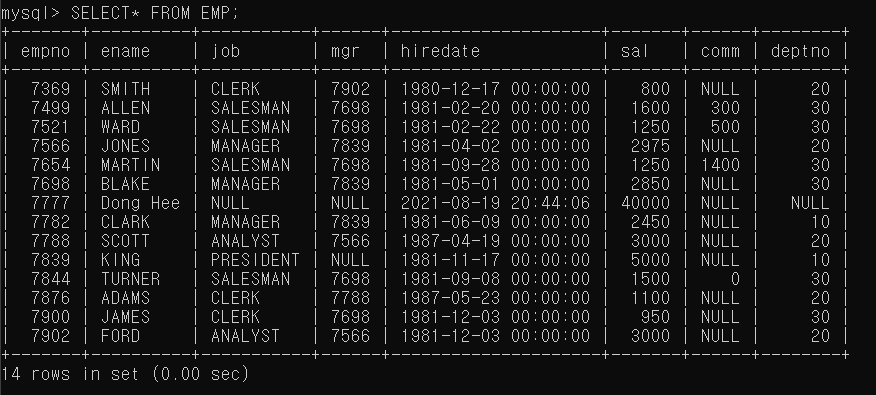 mysql> SELECT* FROM EMP;
+-------+----------+-----------+------+---------------------+-------+------+--------+
| empno | ename    | job       | mgr  | hiredate            | sal   | comm | deptno |
+-------+----------+-----------+------+---------------------+-------+------+--------+
|  7369 | SMITH    | CLERK     | 7902 | 1980-12-17 00:00:00 |   800 | NULL |     20 |
|  7499 | ALLEN    | SALESMAN  | 7698 | 1981-02-20 00:00:00 |  1600 |  300 |     30 |
|  7521 | WARD     | SALESMAN  | 7698 | 1981-02-22 00:00:00 |  1250 |  500 |     30 |
|  7566 | JONES    | MANAGER   | 7839 | 1981-04-02 00:00:00 |  2975 | NULL |     20 |
|  7654 | MARTIN   | SALESMAN  | 7698 | 1981-09-28 00:00:00 |  1250 | 1400 |     30 |
|  7698 | BLAKE    | MANAGER   | 7839 | 1981-05-01 00:00:00 |  2850 | NULL |     30 |
|  7777 | Dong Hee | NULL      | NULL | 2021-08-19 20:44:06 | 40000 | NULL |   NULL |
|  7782 | CLARK    | MANAGER   | 7839 | 1981-06-09 00:00:00 |  2450 | NULL |     10 |
|  7788 | SCOTT    | ANALYST   | 7566 | 1987-04-19 00:00:00 |  3000 | NULL |     20 |
|  7839 | KING     | PRESIDENT | NULL | 1981-11-17 00:00:00 |  5000 | NULL |     10 |
|  7844 | TURNER   | SALESMAN  | 7698 | 1981-09-08 00:00:00 |  1500 |    0 |     30 |
|  7876 | ADAMS    | CLERK     | 7788 | 1987-05-23 00:00:00 |  1100 | NULL |     20 |
|  7900 | JAMES    | CLERK     | 7698 | 1981-12-03 00:00:00 |   950 | NULL |     30 |
|  7902 | FORD     | ANALYST   | 7566 | 1981-12-03 00:00:00 |  3000 | NULL |     20 |
+-------+----------+-----------+------+---------------------+-------+------+--------+
14 rows in set (0.00 sec)